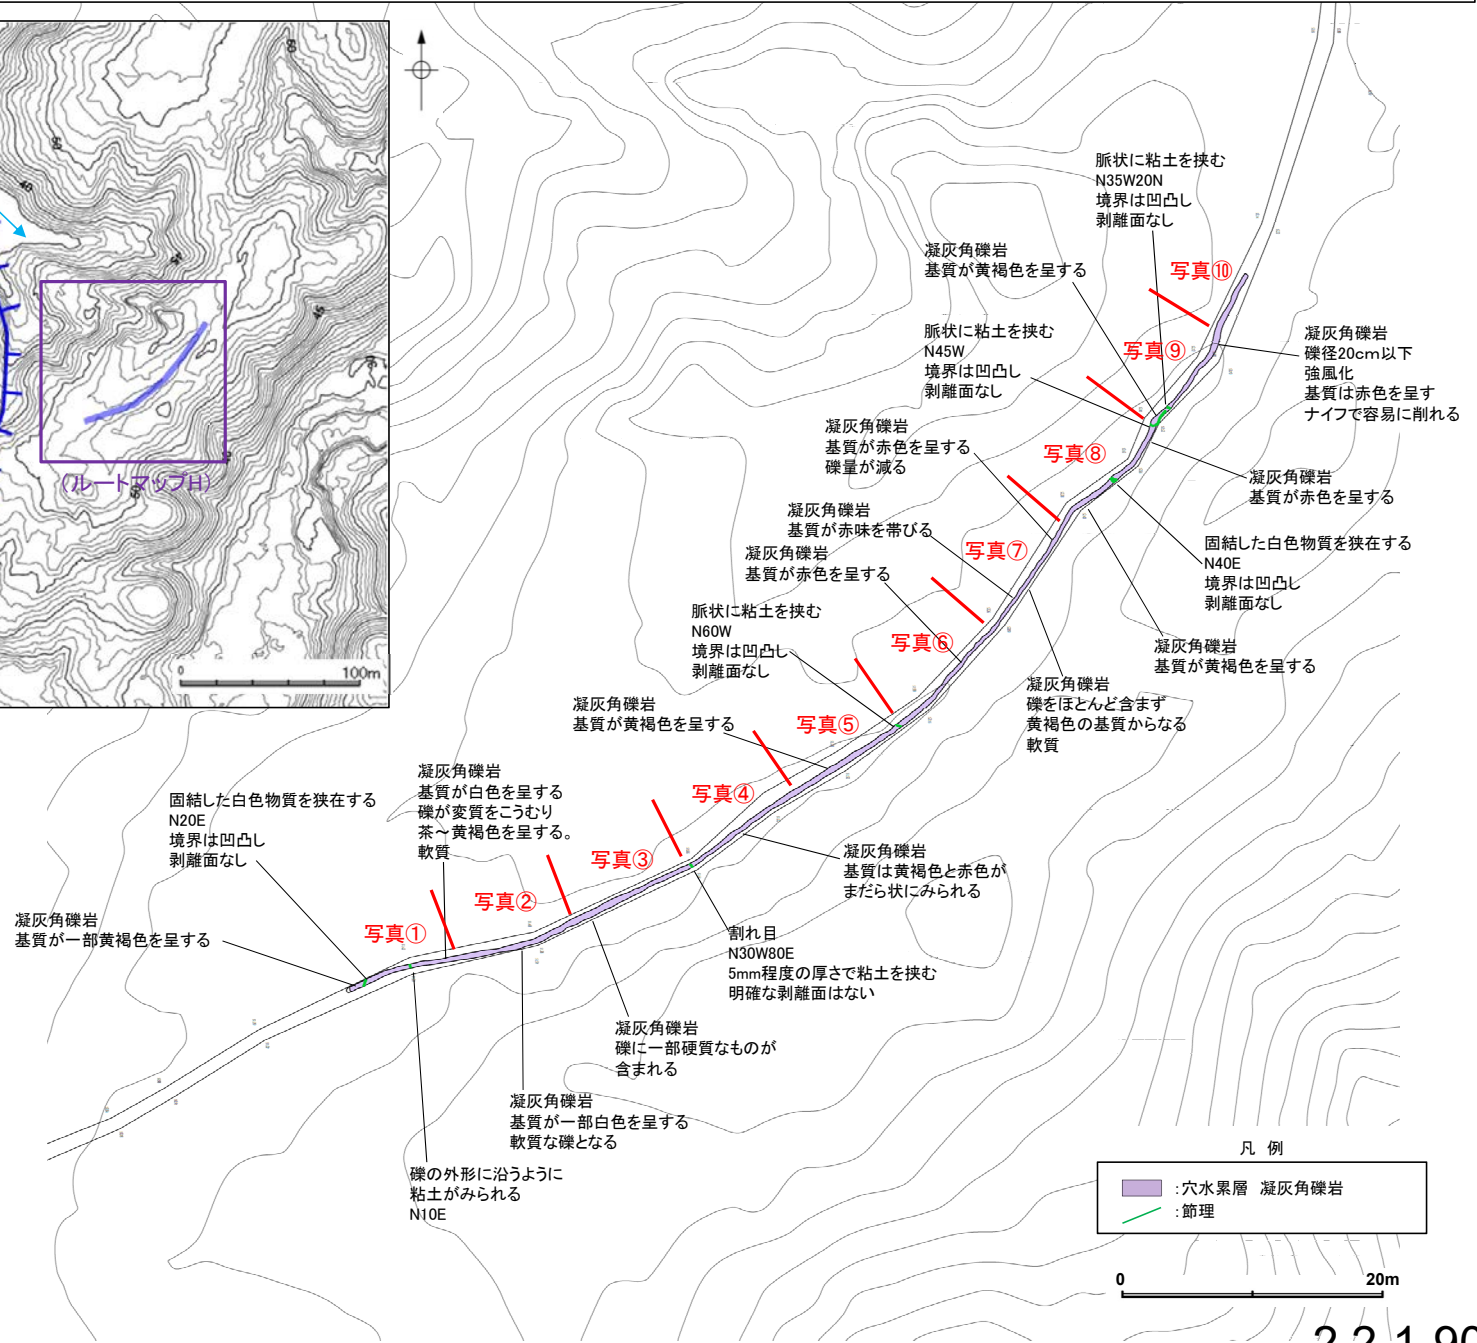 60
60
40
45
45
50
(ルートマップH)
0
100m
脈状に粘土を挟む
N35W20N
境界は凹凸し
剥離面なし
写真⑩
凝灰角礫岩
基質が黄褐色を呈する
凝灰角礫岩
礫径20cm以下
強風化
基質は赤色を呈す
ナイフで容易に削れる
脈状に粘土を挟む
N45W
境界は凹凸し
剥離面なし
写真⑨
凝灰角礫岩
基質が赤色を呈する
礫量が減る
写真⑧
凝灰角礫岩
基質が赤色を呈する
凝灰角礫岩
基質が赤味を帯びる
写真⑦
固結した白色物質を狭在する
N40E
境界は凹凸し
剥離面なし
凝灰角礫岩
基質が赤色を呈する
脈状に粘土を挟む
N60W
境界は凹凸し
剥離面なし
写真⑥
凝灰角礫岩
基質が黄褐色を呈する
凝灰角礫岩
礫をほとんど含まず
黄褐色の基質からなる
軟質
凝灰角礫岩
基質が黄褐色を呈する
写真⑤
凝灰角礫岩
基質が白色を呈する
礫が変質をこうむり
茶～黄褐色を呈する。
軟質
写真④
固結した白色物質を狭在する
N20E
境界は凹凸し
剥離面なし
写真③
凝灰角礫岩
基質は黄褐色と赤色が
まだら状にみられる
写真②
凝灰角礫岩
基質が一部黄褐色を呈する
写真①
割れ目
N30W80E
5mm程度の厚さで粘土を挟む
明確な剥離面はない
凝灰角礫岩
礫に一部硬質なものが
含まれる
凝灰角礫岩
基質が一部白色を呈する
軟質な礫となる
礫の外形に沿うように
粘土がみられる
N10E
凡 例
:穴水累層 凝灰角礫岩
:節理
0
20m
2.2.1-90